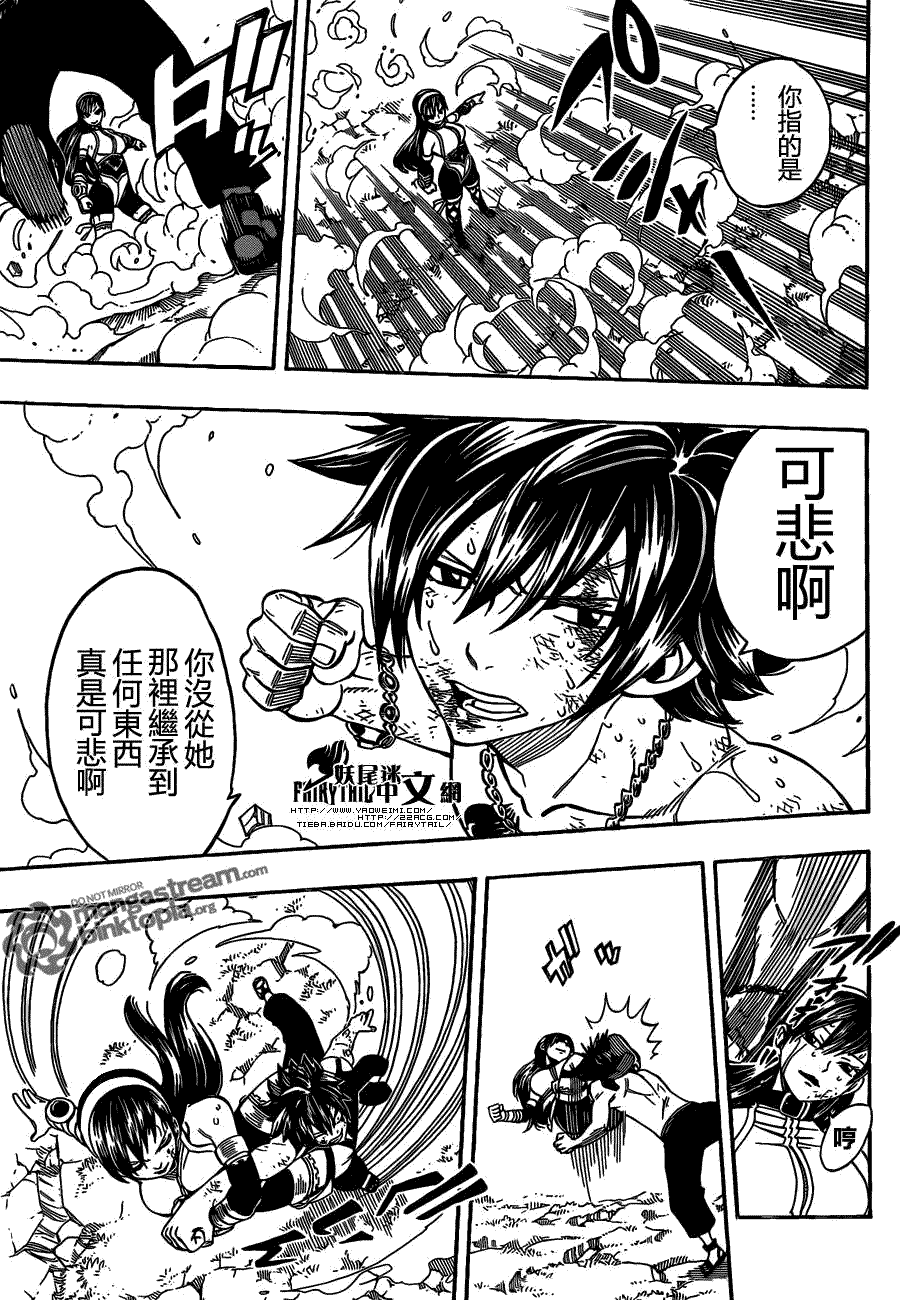 你指的是
……
可悲啊
你沒從她
那裡繼承到
任何東西
真是可悲啊
妖尾迷
FAIRYTAIL中文網
HTTP://WWW.YAOWEIMI.COM/
HTTP://22ACG.COM/
TIEBA.BAIDU.COM/FAIRYTAIL/
DO NOT MIRROR
mangastream.com
binktopia.org
哼